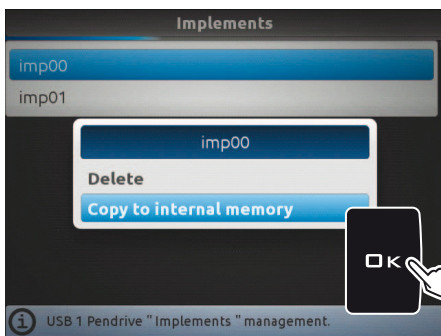 Implements
imp00
imp01
imp00
Delete
Copy to internal memory
OK
i USB 1 Pendrive "Implements" management.